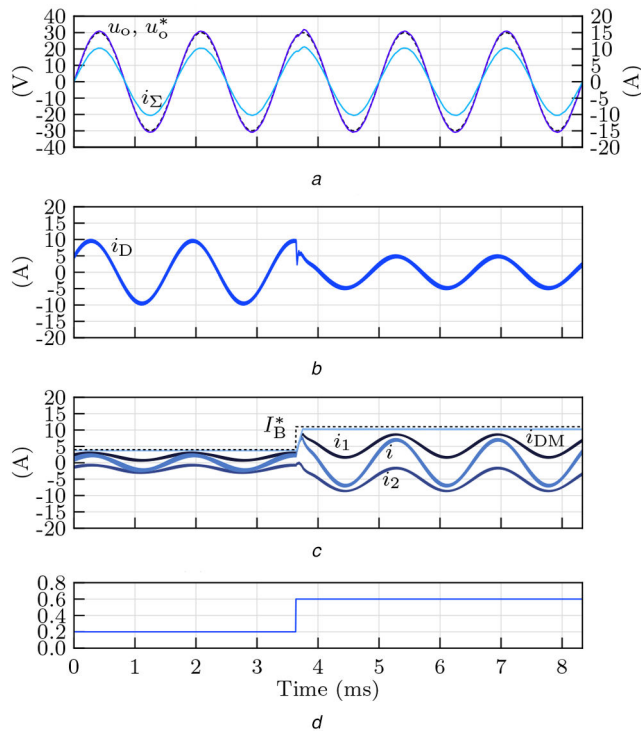 40 30 20 10 0 -10 -20 -30 -40
(V)
u_o, u_o^*
i_Σ
20 15 10 5 0 -5 -10 -15 -20
(A)
a
20 15 10 5 0 -5 -10 -15 -20
(A)
i_D
b
20 15 10 5 0 -5 -10 -15 -20
(A)
I_B^*
i_1
i
i_2
i_DM
c
0.8 0.6 0.4 0.2 0.0
0 1 2 3 4 5 6 7 8
Time (ms)
d